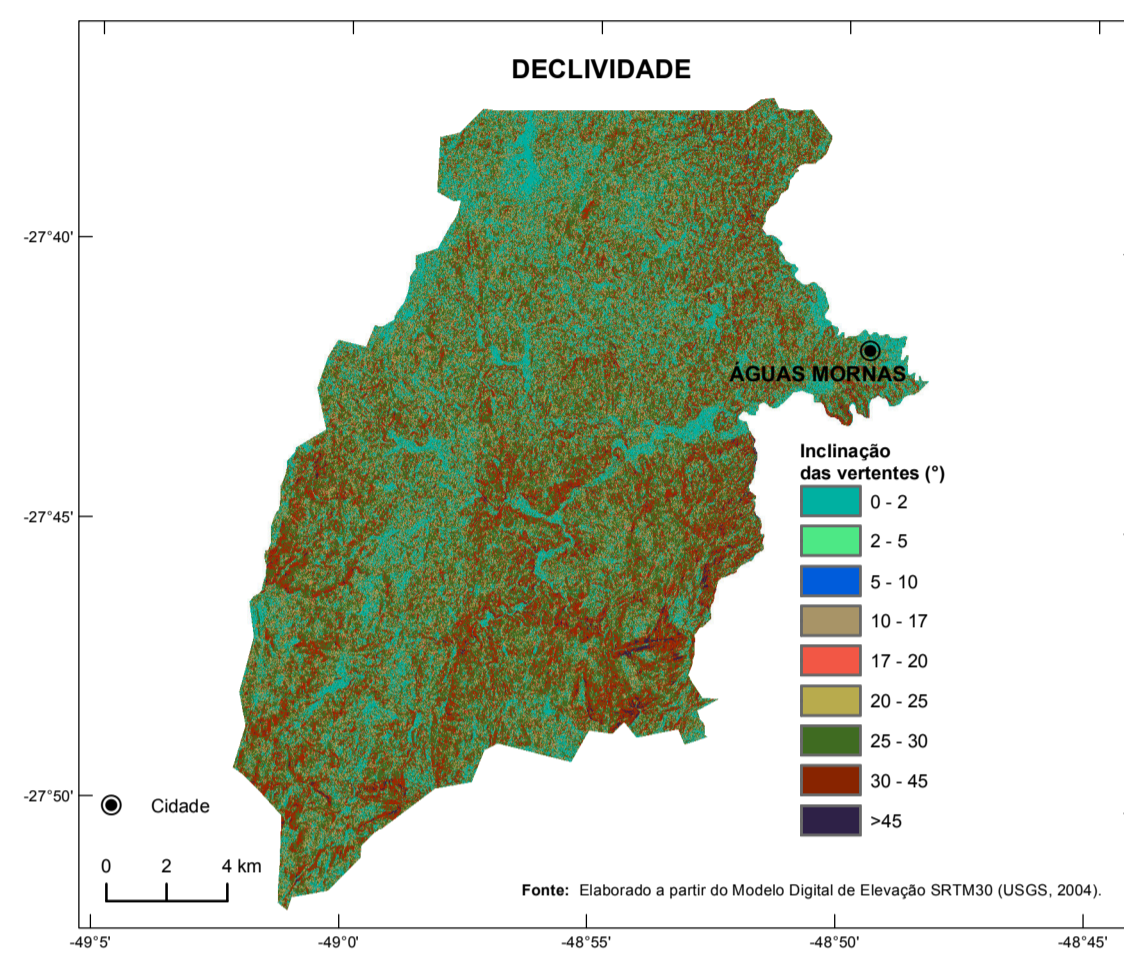 DECLIVIDADE
-27°40'
ÁGUAS MORNAS
Inclinação
das vertentes (°)
0 - 2
-27°45'
2 - 5
5 - 10
10 - 17
17 - 20
20 - 25
25 - 30
30 - 45
-27°50'
Cidade
>45
0 2 4 km
Fonte: Elaborado a partir do Modelo Digital de Elevação SRTM30 (USGS, 2004).
-49°5' -49°0' -48°55' -48°50' -48°45'